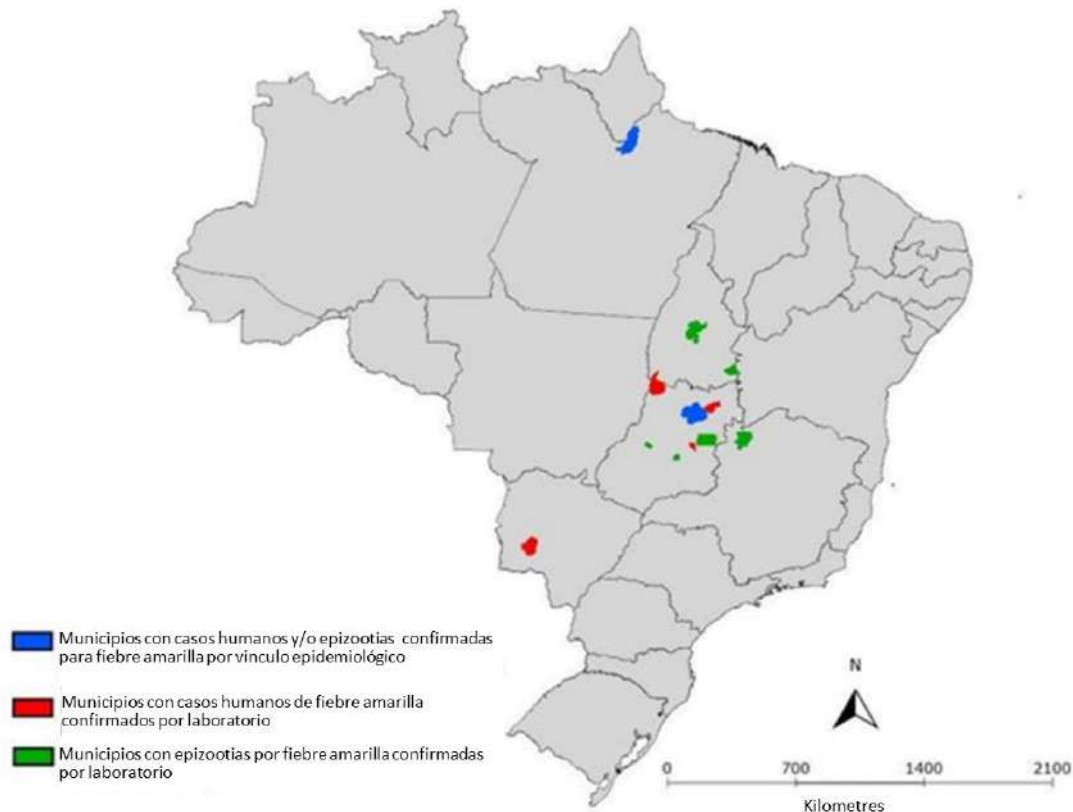 Municipios con casos humanos y/o epizootias confirmadas
para fiebre amarilla por vinculo epidemiológico
Municipios con casos humanos de fiebre amarilla
confirmados por laboratorio
Municipios con epizootias por fiebre amarilla confirmadas
por laboratorio
N
0 700 1400 2100
Kilometres